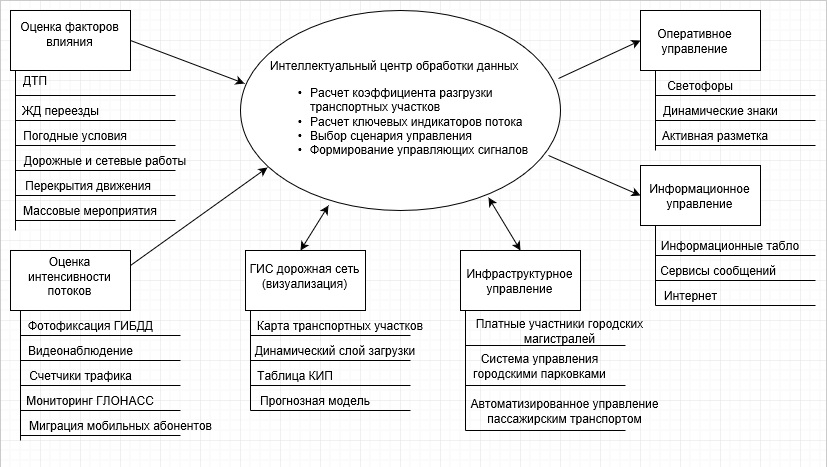 Оценка факторов
влияния
ДТП
ЖД переезды
Погодные условия
Дорожные и сетевые работы
Перекрытия движения
Массовые мероприятия
Интеллектуальный центр обработки данных
• Расчет коэффициента разгрузки
транспортных участков
• Расчет ключевых индикаторов потока
• Выбор сценария управления
• Формирование управляющих сигналов
Оперативное
управление
Светофоры
Динамические знаки
Активная разметка
Информационное
управление
Информационные табло
Сервисы сообщений
Интернет
Оценка
интенсивности
потоков
Фотофиксация ГИБДД
Видеонаблюдение
Счетчики трафика
Мониторинг ГЛОНАСС
Миграция мобильных абонентов
ГИС дорожная сеть
(визуализация)
Карта транспортных участков
Динамический слой загрузки
Таблица КИП
Прогнозная модель
Инфраструктурное
управление
Платные участники городских
магистралей
Система управления
городскими парковками
Автоматизированное управление
пассажирским транспортом